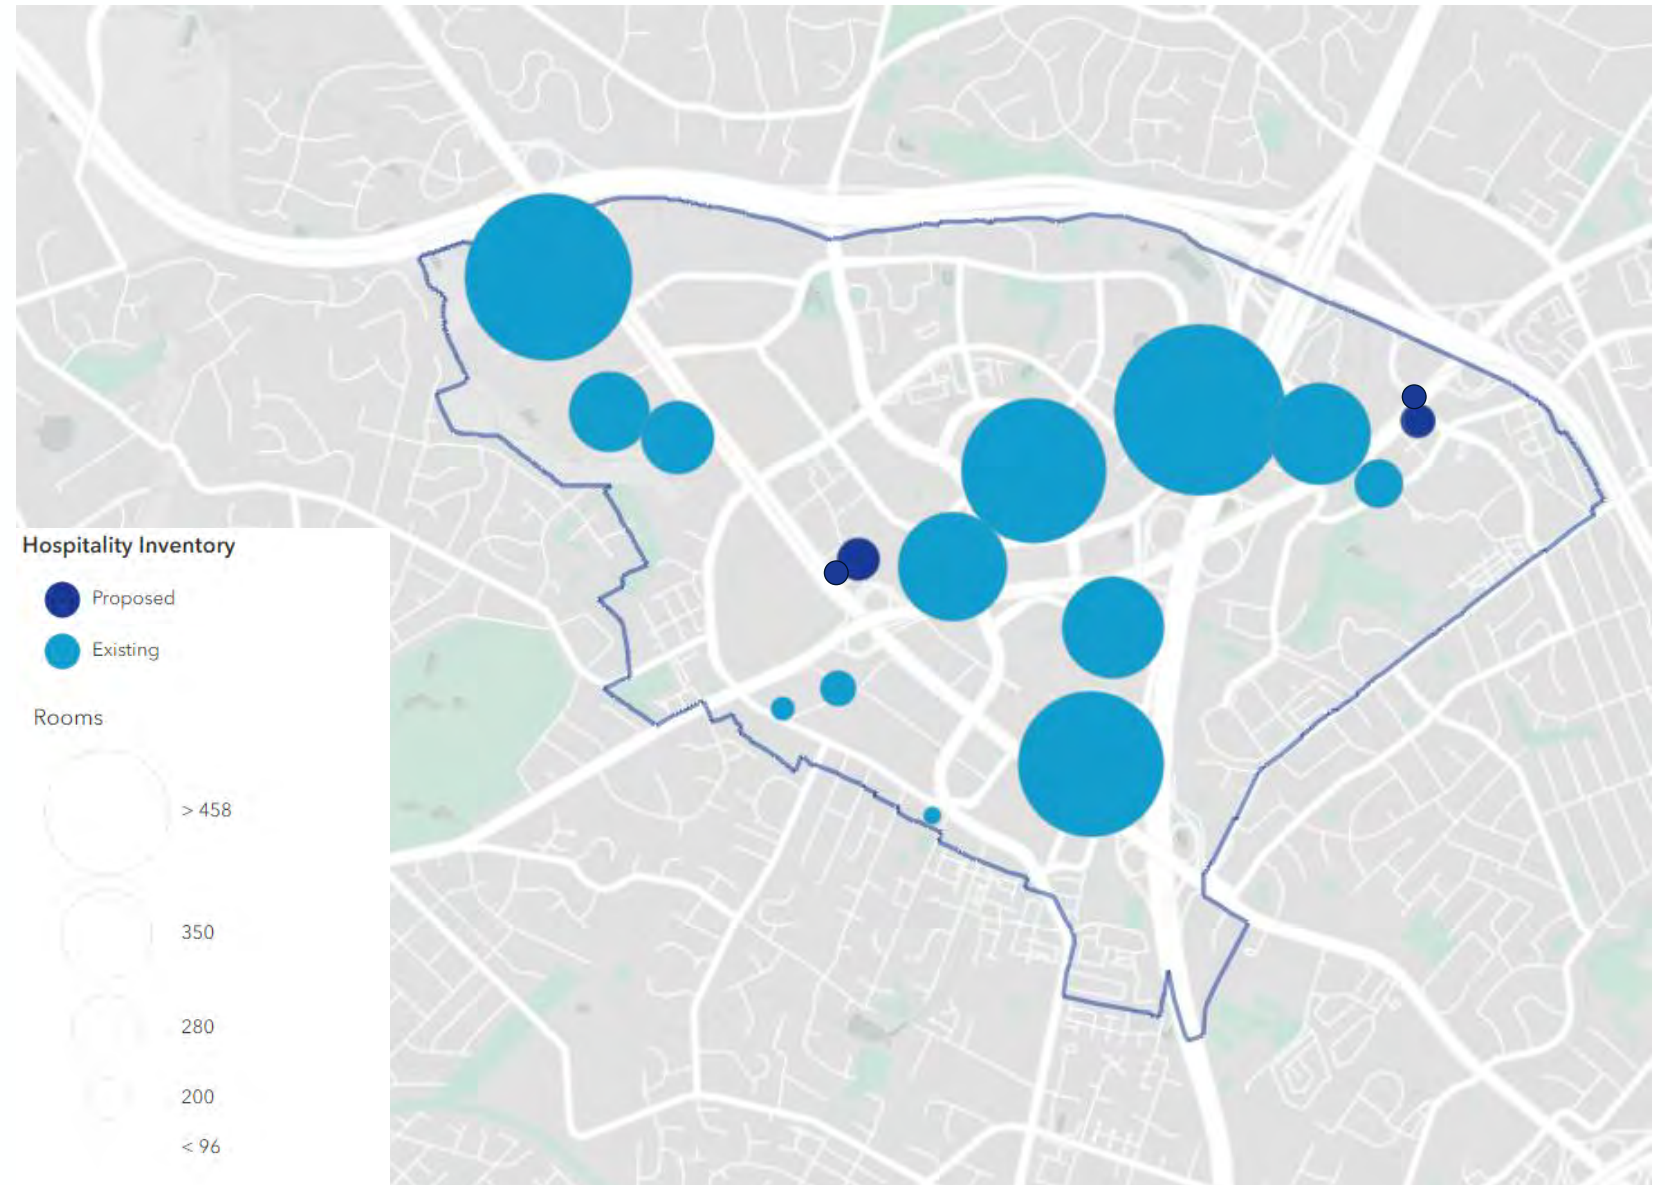 Hospitality Inventory
Proposed
Existing
Rooms
> 458
350
280
200
< 96